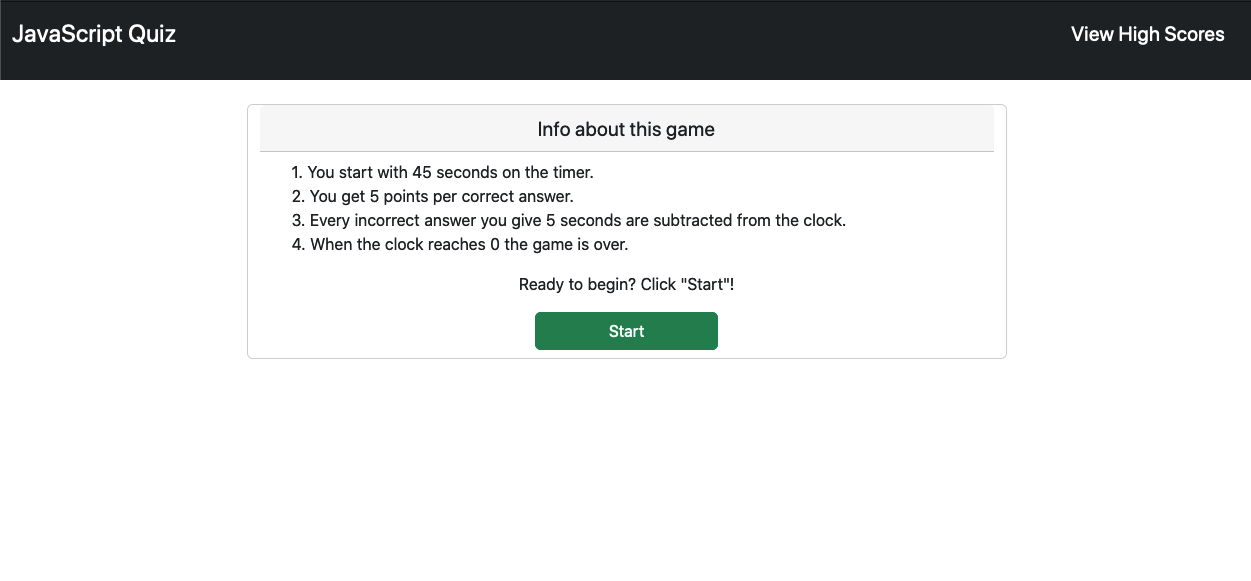 JavaScript Quiz
View High Scores
Info about this game
1. You start with 45 seconds on the timer.
2. You get 5 points per correct answer.
3. Every incorrect answer you give 5 seconds are subtracted from the clock.
4. When the clock reaches 0 the game is over.
Ready to begin? Click "Start"!
Start